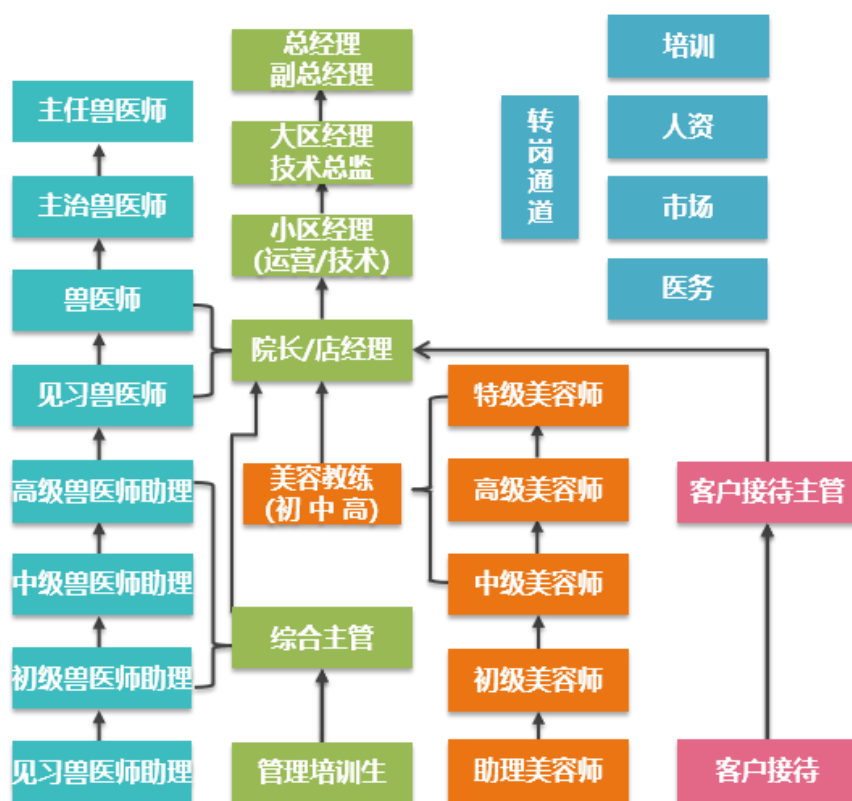 总经理
副总经理
大区经理
技术总监
小区经理
(运营/技术)
院长/店经理
综合主管
管理培训生
主任兽医师
主治兽医师
兽医师
见习兽医师
高级兽医师助理
中级兽医师助理
初级兽医师助理
见习兽医师助理
美容教练
(初 中 高)
特级美容师
高级美容师
中级美容师
初级美容师
助理美容师
客户接待主管
客户接待
转
岗
通
道
培训
人资
市场
医务